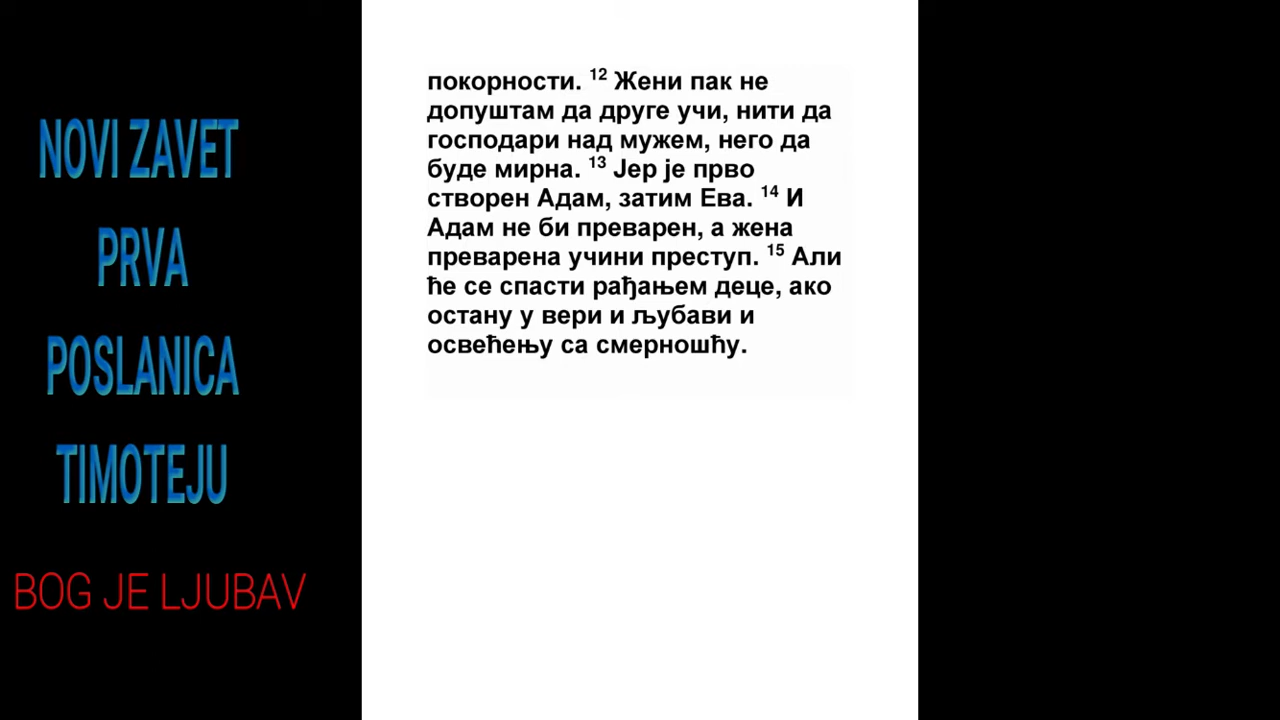 NOVI ZAVET
PRVA
POSLANICA
TIMOTEJU
BOG JE LJUBAV
покорности. 12 Жени пак не
допуштам да друге учи, нити да
господари над мужем, него да
буде мирна. 13 Јер је прво
створен Адам, затим Ева. 14 И
Адам не би преварен, а жена
преварена учини преступ. 15 Али
ће се спасти рађањем деце, ако
остану у вери и љубави и
освећењу са смерношћу.